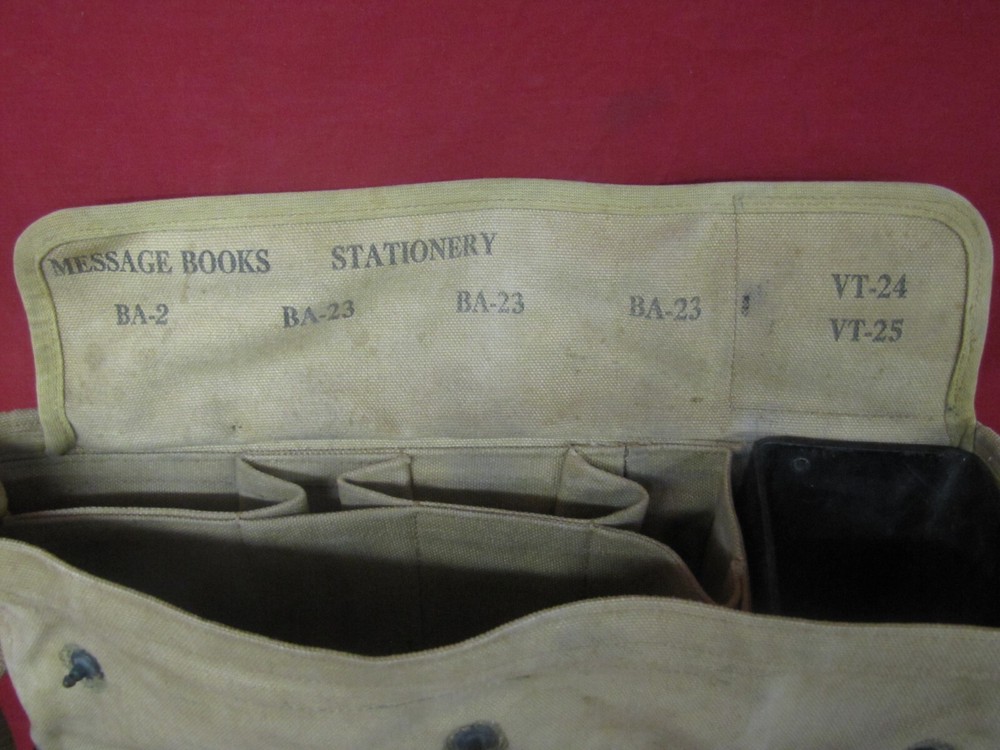 MESSAGE BOOKS STATIONERY
BA-2 BA-23 BA-23 BA-23
VT-24
VT-25